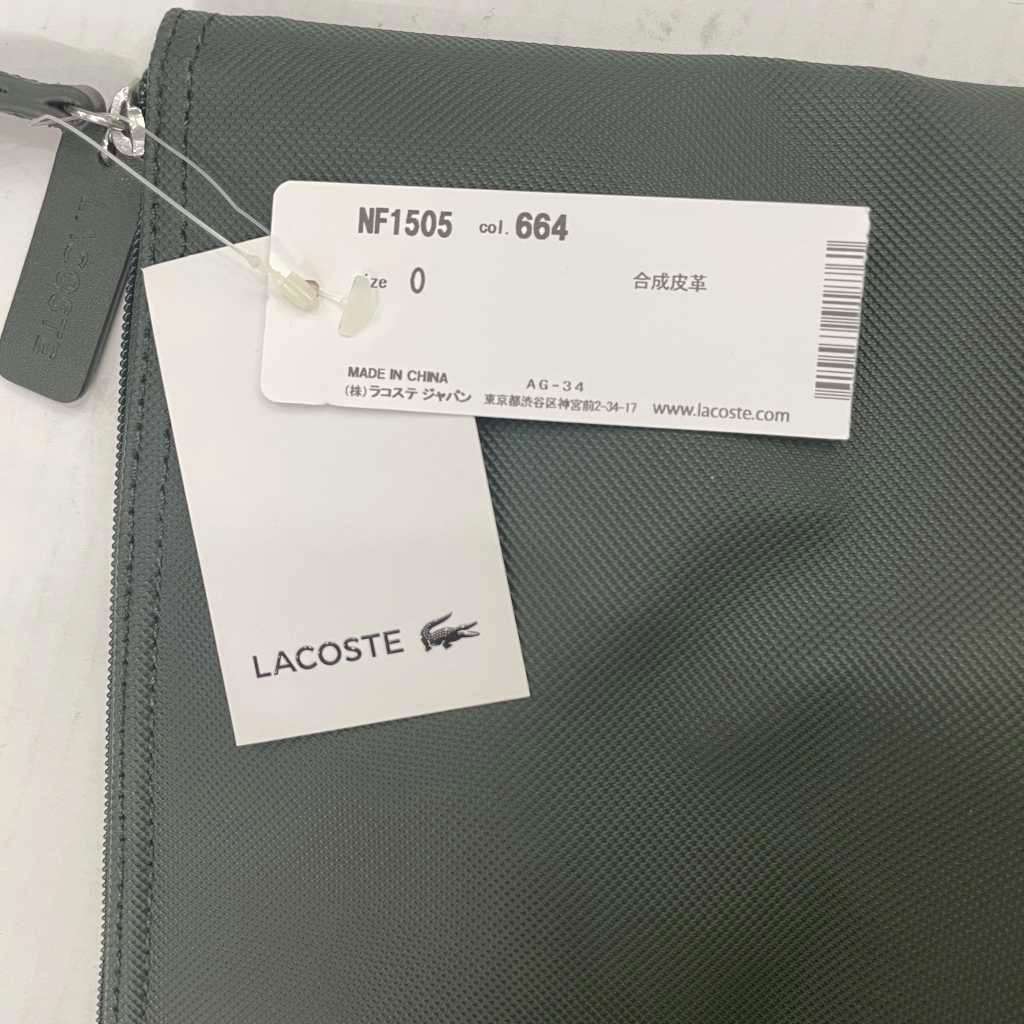 NF1505 col. 664
size 0 合成皮革
MADE IN CHINA AG-34
(株)ラコステ ジャパン 東京都渋谷区神宮前2-34-17 www.lacoste.com
LACOSTE
LACOSTE